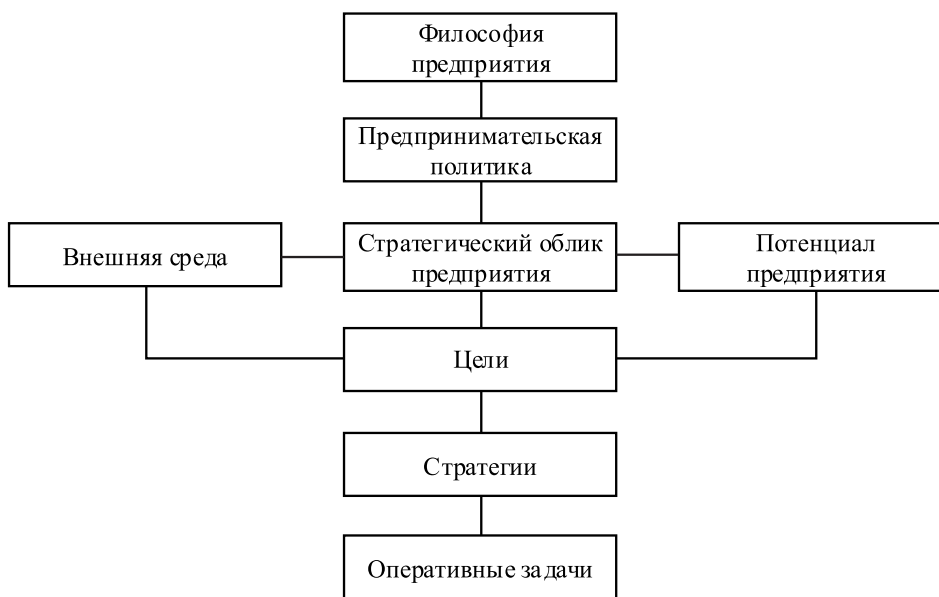 Философия
предприятия
Предпринимательская
политика
Внешняя среда
Стратегический облик
предприятия
Потенциал
предприятия
Цели
Стратегии
Оперативные задачи